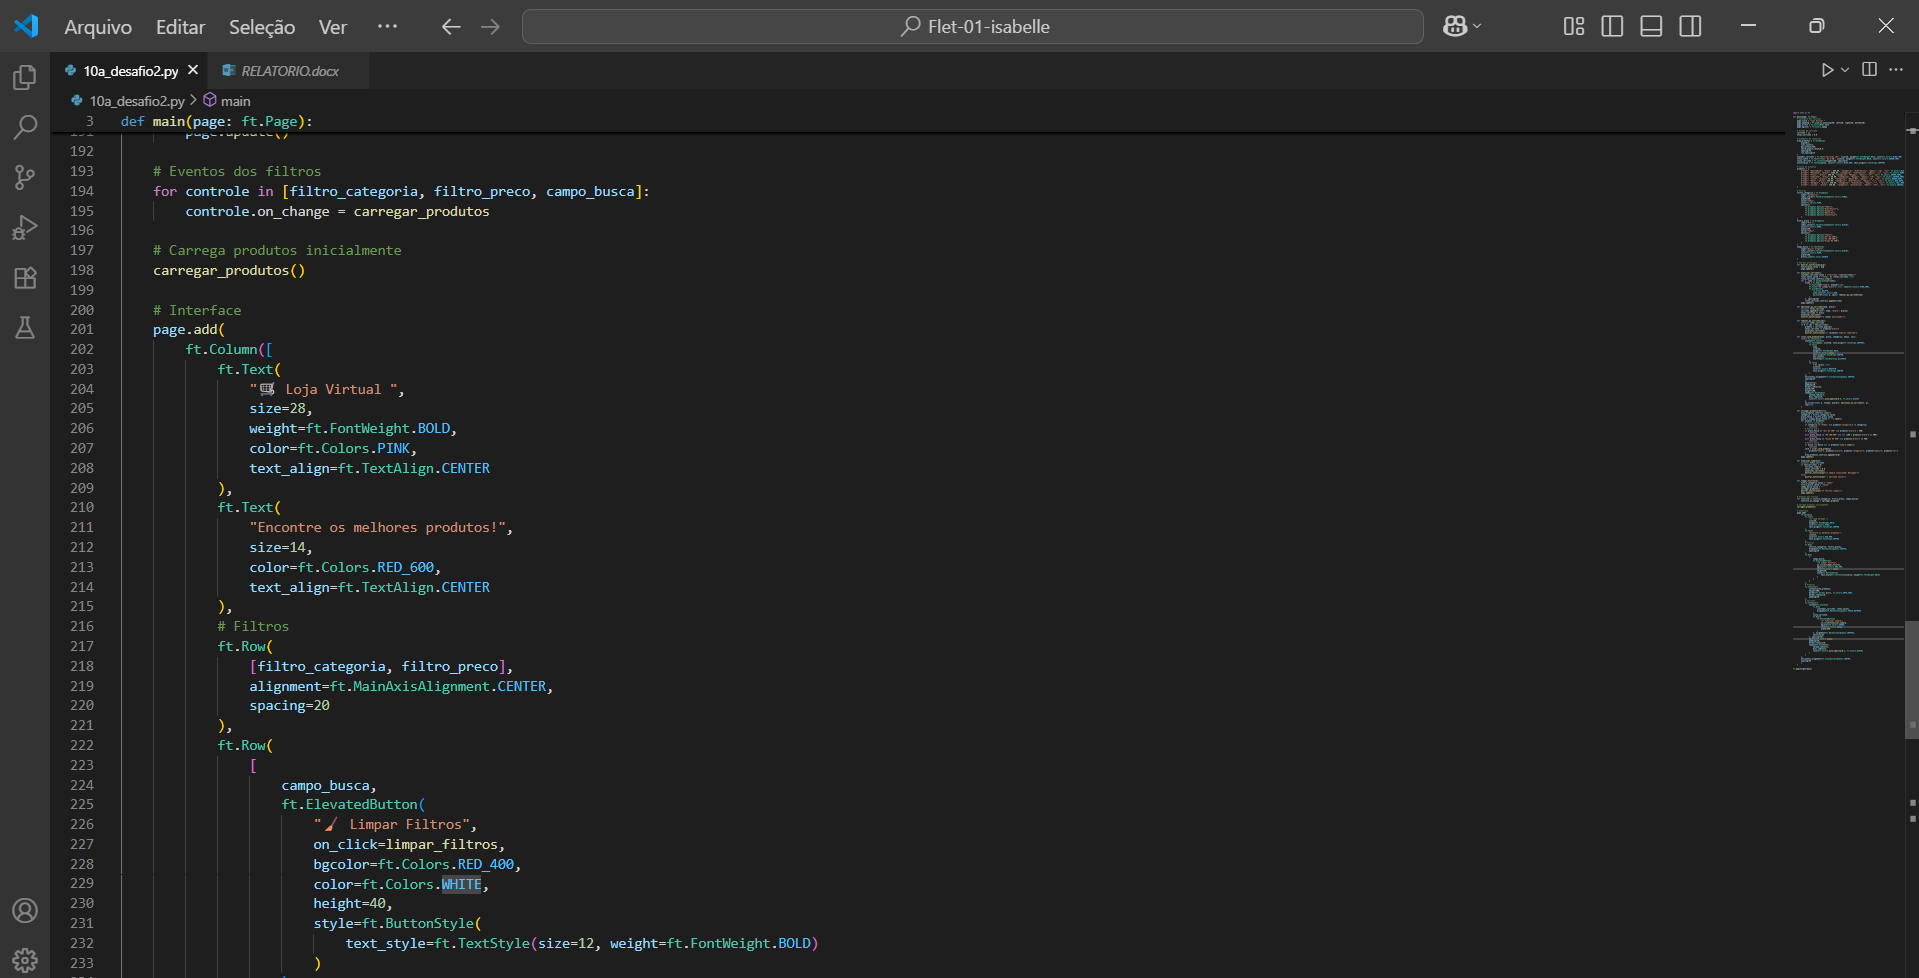 Arquivo Editar Seleção Ver ··· Flet-01-isabelle
10a_desafio2.py RELATORIO.docx
10a_desafio2.py > main
3 def main(page: ft.Page):
191 page.update()
192
193 # Eventos dos filtros
194 for controle in [filtro_categoria, filtro_preco, campo_busca]:
195 controle.on_change = carregar_produtos
196
197 # Carrega produtos inicialmente
198 carregar_produtos()
199
200 # Interface
201 page.add(
202 ft.Column([
203 ft.Text(
204 "🛒 Loja Virtual ",
205 size=28,
206 weight=ft.FontWeight.BOLD,
207 color=ft.Colors.PINK,
208 text_align=ft.TextAlign.CENTER
209 ),
210 ft.Text(
211 "Encontre os melhores produtos!",
212 size=14,
213 color=ft.Colors.RED_600,
214 text_align=ft.TextAlign.CENTER
215 ),
216 # Filtros
217 ft.Row(
218 [filtro_categoria, filtro_preco],
219 alignment=ft.MainAxisAlignment.CENTER,
220 spacing=20
221 ),
222 ft.Row(
223 [
224 campo_busca,
225 ft.ElevatedButton(
226 "🧹 Limpar Filtros",
227 on_click=limpar_filtros,
228 bgcolor=ft.Colors.RED_400,
229 color=ft.Colors.WHITE,
230 height=40,
231 style=ft.ButtonStyle(
232 text_style=ft.TextStyle(size=12, weight=ft.FontWeight.BOLD)
233 )